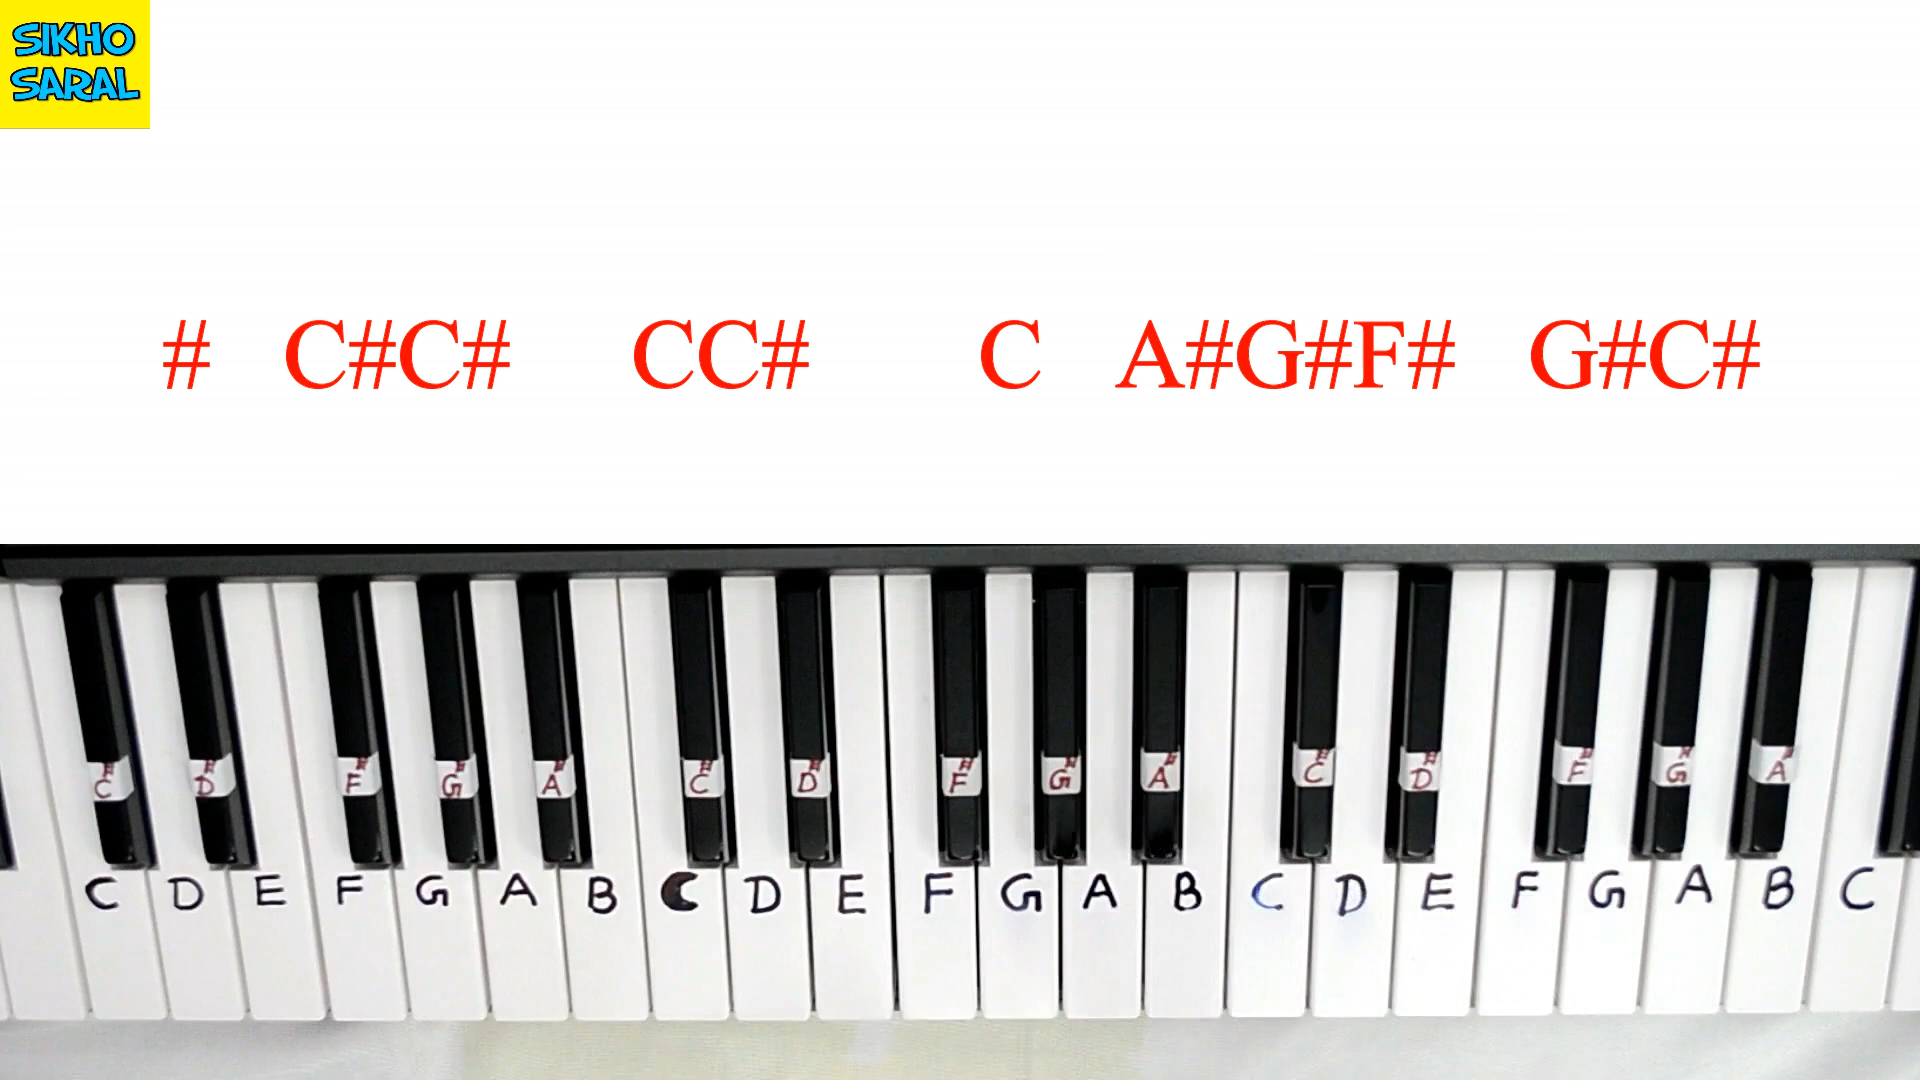 SIKHO
SARAL
# C#C# CC# C A#G#F# G#C#
C# D# F# G# A# C# D# F# G# A# C# D# F# G# A#
C D E F G A B C D E F G A B C D E F G A B C